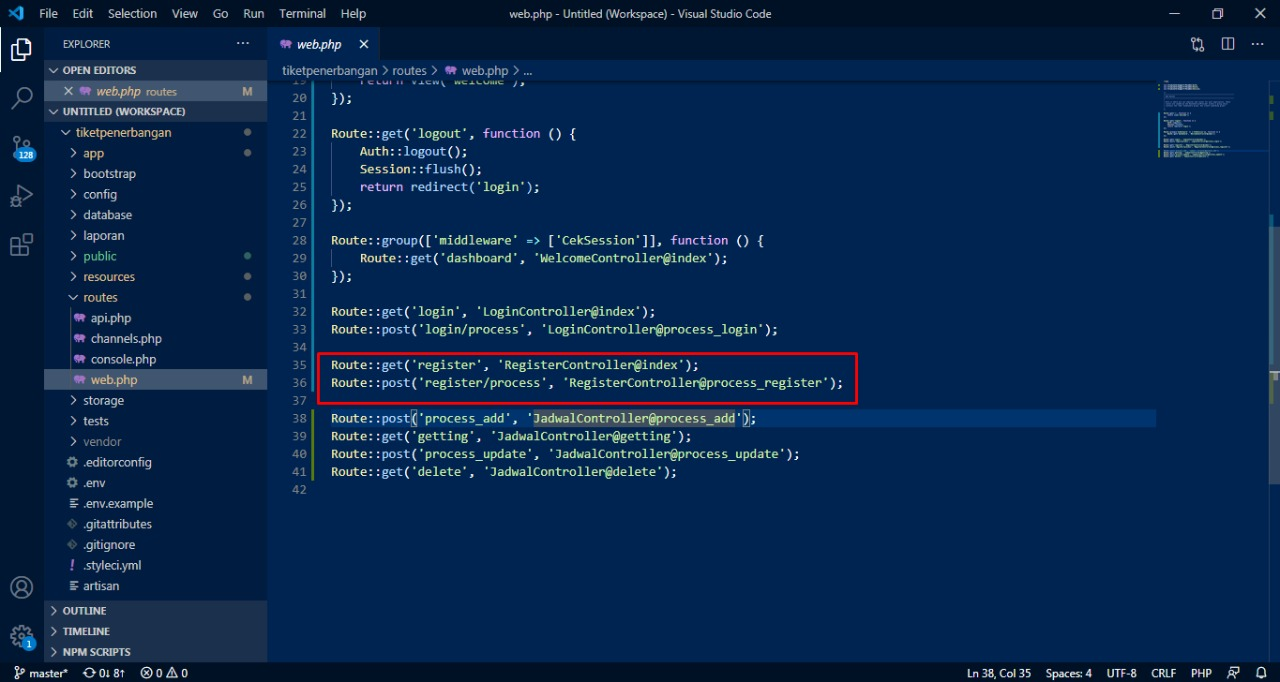 File Edit Selection View Go Run Terminal Help
web.php - Untitled (Workspace) - Visual Studio Code
EXPLORER
OPEN EDITORS
web.php routes M
UNTITLED (WORKSPACE)
tiketpenerbangan
app
bootstrap
config
database
laporan
public
resources
routes
api.php
channels.php
console.php
web.php M
storage
tests
vendor
.editorconfig
.env
.env.example
.gitattributes
.gitignore
.styleci.yml
artisan
OUTLINE
TIMELINE
NPM SCRIPTS
128
1
web.php
tiketpenerbangan > routes > web.php > ...
19 return view('welcome');
20 });
21
22 Route::get('logout', function () {
23 Auth::logout();
24 Session::flush();
25 return redirect('login');
26 });
27
28 Route::group(['middleware' => ['CekSession']], function () {
29 Route::get('dashboard', 'WelcomeController@index');
30 });
31
32 Route::get('login', 'LoginController@index');
33 Route::post('login/process', 'LoginController@process_login');
34
35 Route::get('register', 'RegisterController@index');
36 Route::post('register/process', 'RegisterController@process_register');
37
38 Route::post('process_add', 'JadwalController@process_add');
39 Route::get('getting', 'JadwalController@getting');
40 Route::post('process_update', 'JadwalController@process_update');
41 Route::get('delete', 'JadwalController@delete');
42
master* 0↓ 8↑ 0 0
Ln 38, Col 35 Spaces: 4 UTF-8 CRLF PHP